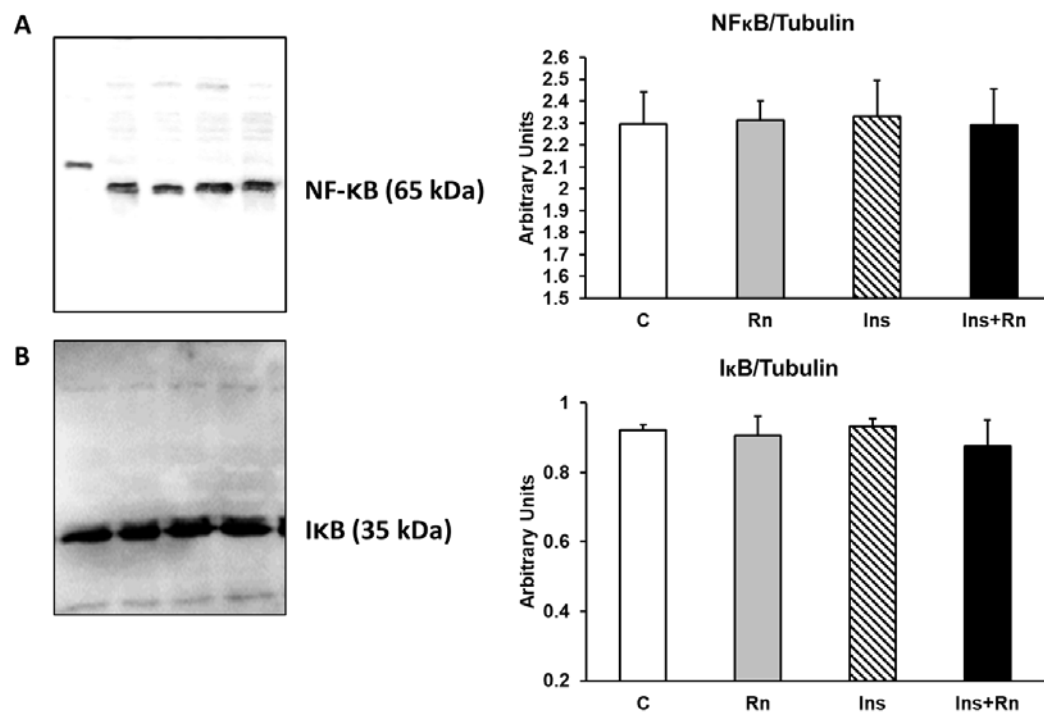 A
NF-κB (65 kDa)
NFκB/Tubulin
Arbitrary Units
2.6
2.5
2.4
2.3
2.2
2.1
2
1.9
1.8
1.7
1.6
1.5
C Rn Ins Ins+Rn
B
IκB (35 kDa)
IκB/Tubulin
Arbitrary Units
1
0.8
0.6
0.4
0.2
C Rn Ins Ins+Rn